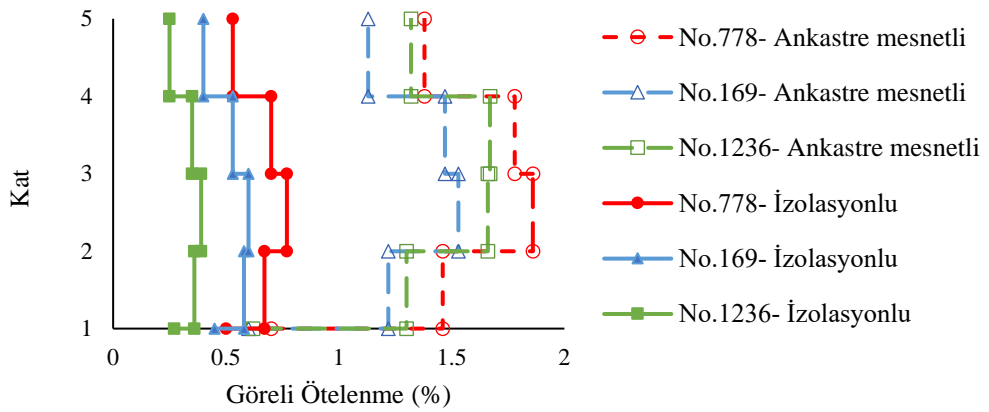 5
4
3
2
1
Kat
0
0.5
1
1.5
2
Göreli Ötelenme (%)
No.778- Ankastre mesnetli
No.169- Ankastre mesnetli
No.1236- Ankastre mesnetli
No.778- İzolasyonlu
No.169- İzolasyonlu
No.1236- İzolasyonlu